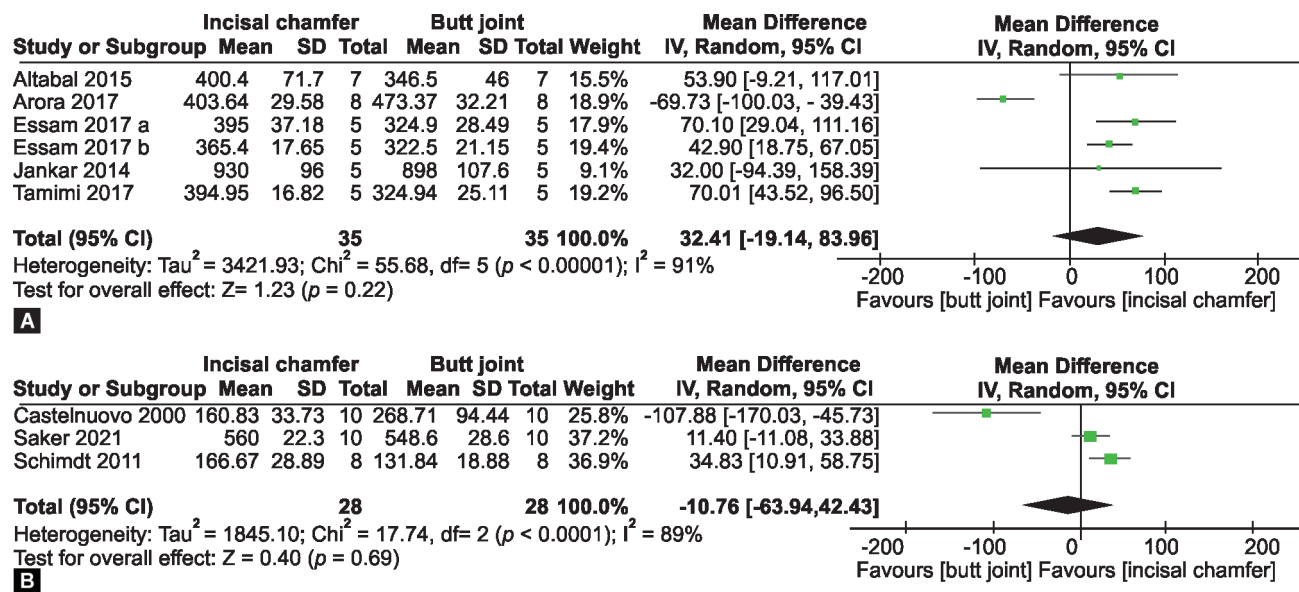 Incisal chamfer Butt joint Mean Difference Mean Difference
Study or Subgroup Mean SD Total Mean SD Total Weight IV, Random, 95% CI IV, Random, 95% CI
Altabal 2015 400.4 71.7 7 346.5 46 7 15.5% 53.90 [-9.21, 117.01]
Arora 2017 403.64 29.58 8 473.37 32.21 8 18.9% -69.73 [-100.03, - 39.43]
Essam 2017 a 395 37.18 5 324.9 28.49 5 17.9% 70.10 [29.04, 111.16]
Essam 2017 b 365.4 17.65 5 322.5 21.15 5 19.4% 42.90 [18.75, 67.05]
Jankar 2014 930 96 5 898 107.6 5 9.1% 32.00 [-94.39, 158.39]
Tamimi 2017 394.95 16.82 5 324.94 25.11 5 19.2% 70.01 [43.52, 96.50]
Total (95% CI) 35 35 100.0% 32.41 [-19.14, 83.96]
Heterogeneity: Tau² = 3421.93; Chi² = 55.68, df= 5 (p < 0.00001); I² = 91%
Test for overall effect: Z= 1.23 (p = 0.22)
-200 -100 0 100 200
Favours [butt joint] Favours [incisal chamfer]
A
Incisal chamfer Butt joint Mean Difference Mean Difference
Study or Subgroup Mean SD Total Mean SD Total Weight IV, Random, 95% CI IV, Random, 95% CI
Castelnuovo 2000 160.83 33.73 10 268.71 94.44 10 25.8% -107.88 [-170.03, -45.73]
Saker 2021 560 22.3 10 548.6 28.6 10 37.2% 11.40 [-11.08, 33.88]
Schimdt 2011 166.67 28.89 8 131.84 18.88 8 36.9% 34.83 [10.91, 58.75]
Total (95% CI) 28 28 100.0% -10.76 [-63.94,42.43]
Heterogeneity: Tau² = 1845.10; Chi² = 17.74, df= 2 (p < 0.0001); I² = 89%
Test for overall effect: Z = 0.40 (p = 0.69)
-200 -100 0 100 200
Favours [butt joint] Favours [incisal chamfer]
B